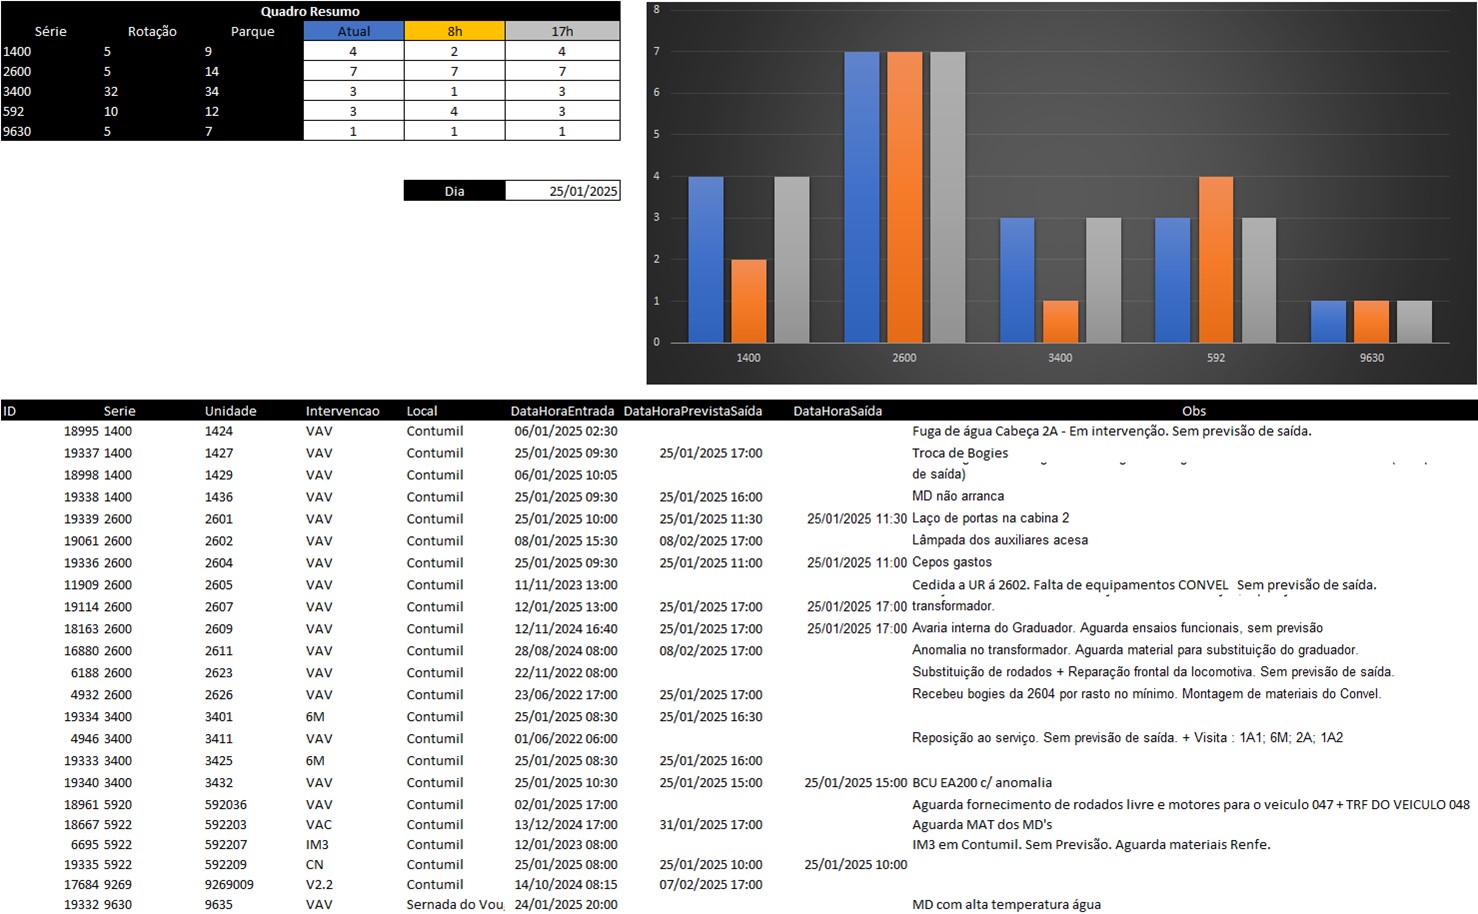 Quadro Resumo
Série Rotação Parque Atual 8h 17h
1400 5 9 4 2 4
2600 5 14 7 7 7
3400 32 34 3 1 3
592 10 12 3 4 3
9630 5 7 1 1 1
Dia 25/01/2025
8
7
6
5
4
3
2
1
0
1400 2600 3400 592 9630
ID Serie Unidade Intervencao Local DataHoraEntrada DataHoraPrevistaSaída DataHoraSaída Obs
18995 1400 1424 VAV Contumil 06/01/2025 02:30 Fuga de água Cabeça 2A - Em intervenção. Sem previsão de saída.
19337 1400 1427 VAV Contumil 25/01/2025 09:30 25/01/2025 17:00 Troca de Bogies
18998 1400 1429 VAV Contumil 06/01/2025 10:05 de saída)
19338 1400 1436 VAV Contumil 25/01/2025 09:30 25/01/2025 16:00 MD não arranca
19339 2600 2601 VAV Contumil 25/01/2025 10:00 25/01/2025 11:30 25/01/2025 11:30 Laço de portas na cabina 2
19061 2600 2602 VAV Contumil 08/01/2025 15:30 08/02/2025 17:00 Lâmpada dos auxiliares acesa
19336 2600 2604 VAV Contumil 25/01/2025 09:30 25/01/2025 11:00 25/01/2025 11:00 Cepos gastos
11909 2600 2605 VAV Contumil 11/11/2023 13:00 Cedida a UR á 2602. Falta de equipamentos CONVEL Sem previsão de saída.
19114 2600 2607 VAV Contumil 12/01/2025 13:00 25/01/2025 17:00 25/01/2025 17:00 transformador.
18163 2600 2609 VAV Contumil 12/11/2024 16:40 25/01/2025 17:00 25/01/2025 17:00 Avaria interna do Graduador. Aguarda ensaios funcionais, sem previsão
16880 2600 2611 VAV Contumil 28/08/2024 08:00 08/02/2025 17:00 Anomalia no transformador. Aguarda material para substituição do graduador.
6188 2600 2623 VAV Contumil 22/11/2022 08:00 Substituição de rodados + Reparação frontal da locomotiva. Sem previsão de saída.
4932 2600 2626 VAV Contumil 23/06/2022 17:00 25/01/2025 17:00 Recebeu bogies da 2604 por rasto no mínimo. Montagem de materiais do Convel.
19334 3400 3401 6M Contumil 25/01/2025 08:30 25/01/2025 16:30
4946 3400 3411 VAV Contumil 01/06/2022 06:00 Reposição ao serviço. Sem previsão de saída. + Visita : 1A1; 6M; 2A; 1A2
19333 3400 3425 6M Contumil 25/01/2025 08:30 25/01/2025 16:00
19340 3400 3432 VAV Contumil 25/01/2025 10:30 25/01/2025 15:00 25/01/2025 15:00 BCU EA200 c/ anomalia
18961 5920 592036 VAV Contumil 02/01/2025 17:00 Aguarda fornecimento de rodados livre e motores para o veiculo 047 + TRF DO VEICULO 048
18667 5922 592203 VAC Contumil 13/12/2024 17:00 31/01/2025 17:00 Aguarda MAT dos MD's
6695 5922 592207 IM3 Contumil 12/01/2023 08:00 IM3 em Contumil. Sem Previsão. Aguarda materiais Renfe.
19335 5922 592209 CN Contumil 25/01/2025 08:00 25/01/2025 10:00 25/01/2025 10:00
17684 9269 9269009 V2.2 Contumil 14/10/2024 08:15 07/02/2025 17:00
19332 9630 9635 VAV Sernada do Vou 24/01/2025 20:00 MD com alta temperatura água